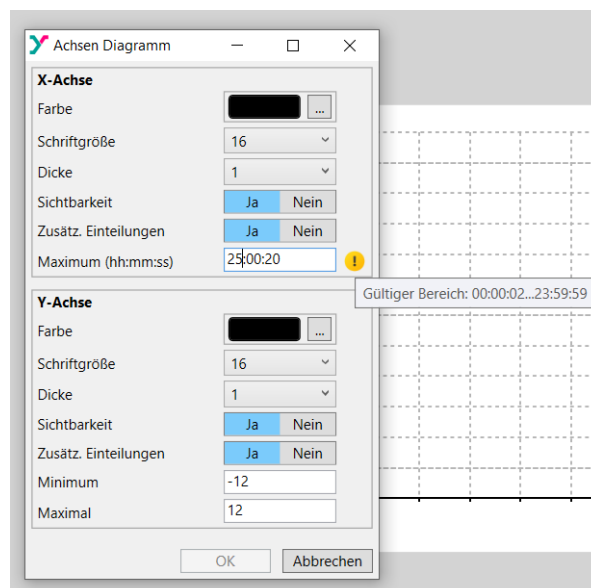 Achsen Diagramm
X-Achse
Farbe ...
Schriftgröße 16
Dicke 1
Sichtbarkeit Ja Nein
Zusätz. Einteilungen Ja Nein
Maximum (hh:mm:ss) 25:00:20 !
Gültiger Bereich: 00:00:02...23:59:59
Y-Achse
Farbe ...
Schriftgröße 16
Dicke 1
Sichtbarkeit Ja Nein
Zusätz. Einteilungen Ja Nein
Minimum -12
Maximal 12
OK Abbrechen